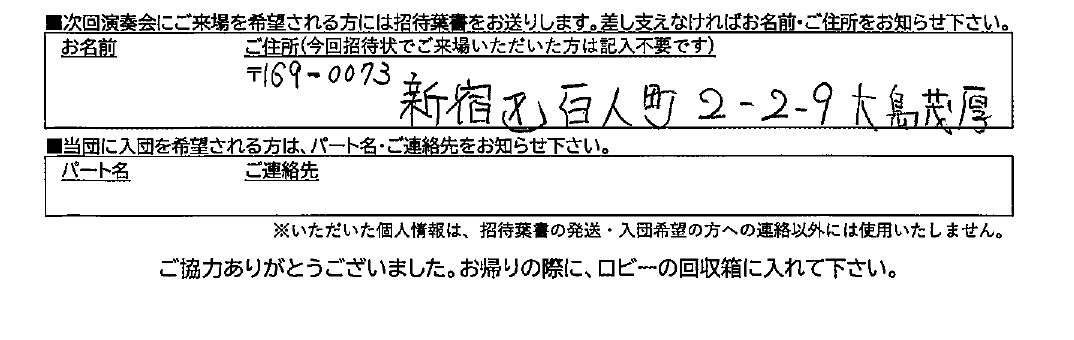 ■次回演奏会にご来場を希望される方には招待葉書をお送りします。差し支えなければお名前・ご住所をお知らせ下さい。
お名前 ご住所(今回招待状でご来場いただいた方は記入不要です)
〒169-0073
新宿区百人町2-2-9 大島茂厚
■当団に入団を希望される方は、パート名・ご連絡先をお知らせ下さい。
パート名 ご連絡先
※いただいた個人情報は、招待葉書の発送・入団希望の方への連絡以外には使用いたしません。
ご協力ありがとうございました。お帰りの際に、ロビーの回収箱に入れて下さい。